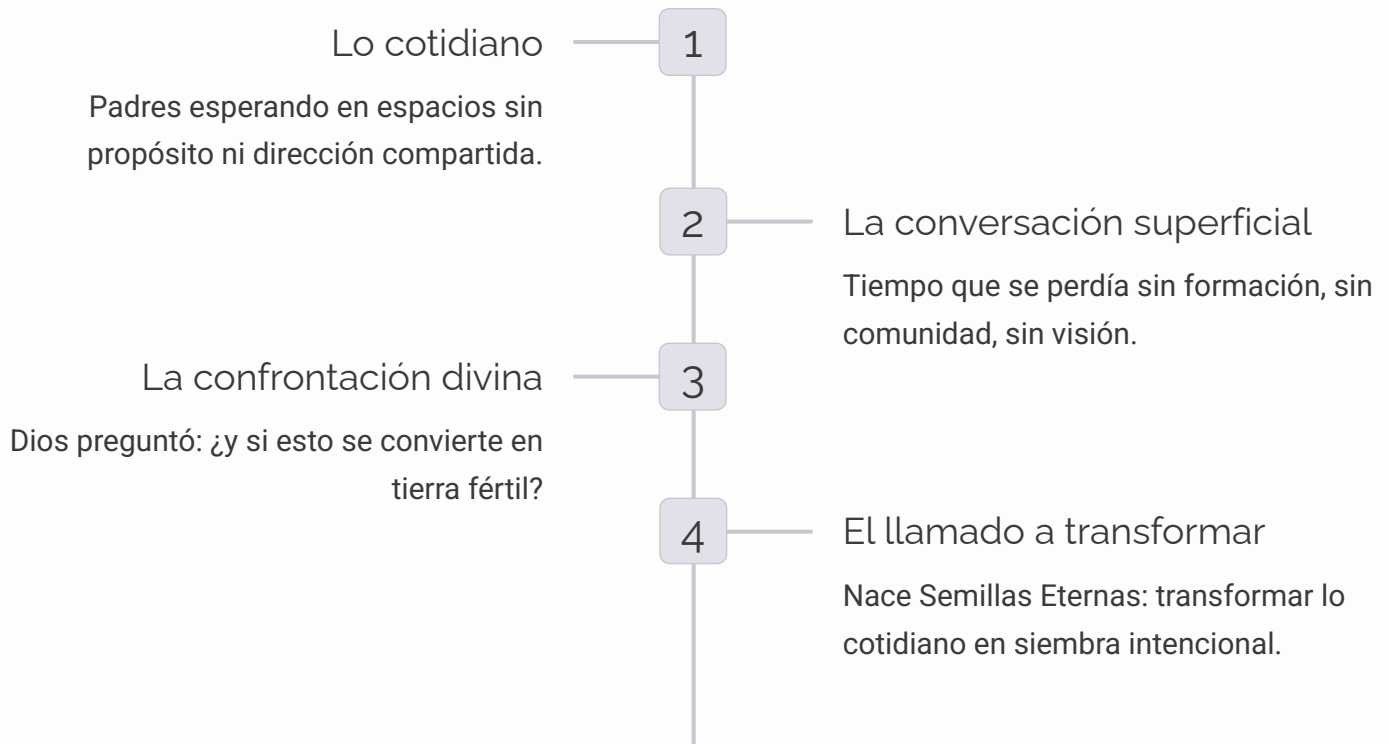 Lo cotidiano
1
Padres esperando en espacios sin
propósito ni dirección compartida.
2
La conversación superficial
Tiempo que se perdía sin formación, sin
comunidad, sin visión.
La confrontación divina
3
Dios preguntó: ¿y si esto se convierte en
tierra fértil?
4
El llamado a transformar
Nace Semillas Eternas: transformar lo
cotidiano en siembra intencional.